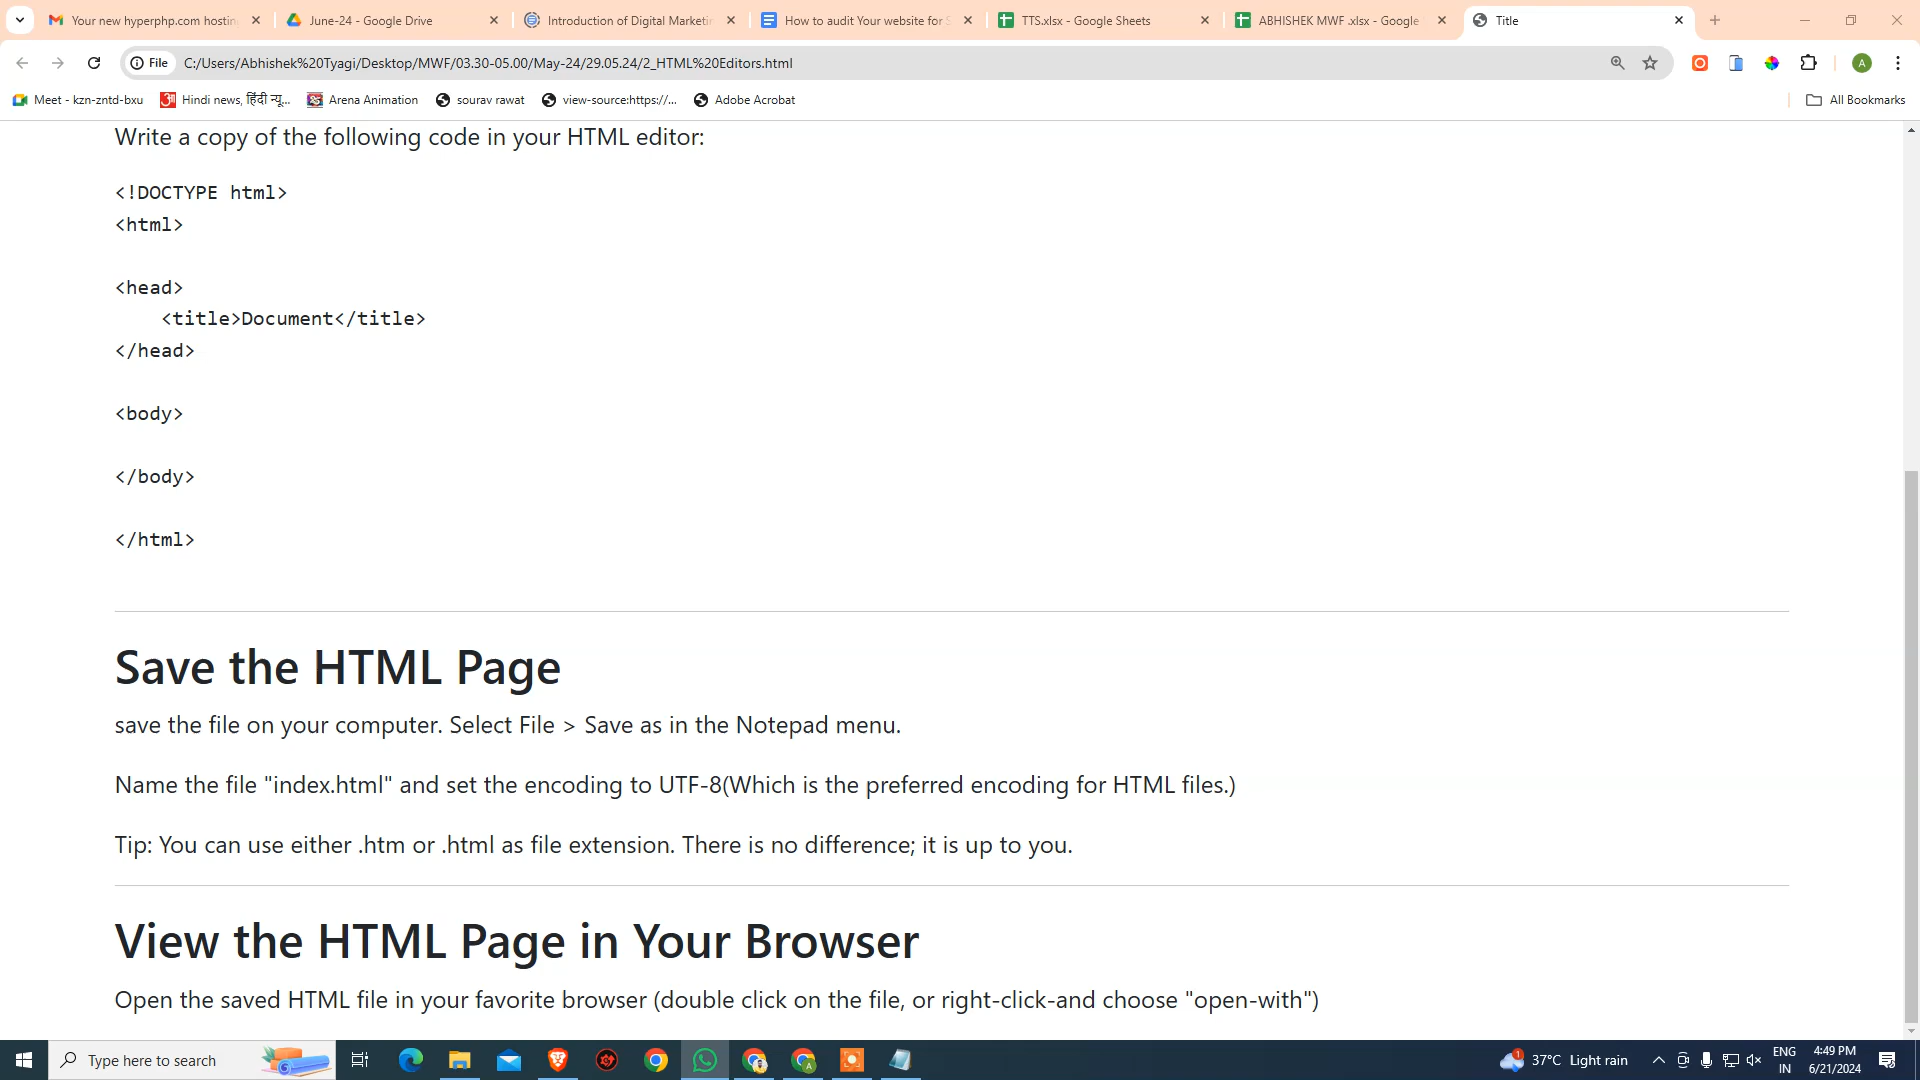 Your new hyperphp.com hostin
June-24 - Google Drive
Introduction of Digital Marketin
How to audit Your website for S
TTS.xlsx - Google Sheets
ABHISHEK MWF .xlsx - Google
Title
File
C:/Users/Abhishek%20Tyagi/Desktop/MWF/03.30-05.00/May-24/29.05.24/2_HTML%20Editors.html
A
Meet - kzn-zntd-bxu
Hindi news, हिंदी न्यू...
Arena Animation
sourav rawat
view-source:https://...
Adobe Acrobat
All Bookmarks
Write a copy of the following code in your HTML editor:
<!DOCTYPE html>
<html>
<head>
<title>Document</title>
</head>
<body>
</body>
</html>
Save the HTML Page
save the file on your computer. Select File > Save as in the Notepad menu.
Name the file "index.html" and set the encoding to UTF-8(Which is the preferred encoding for HTML files.)
Tip: You can use either .htm or .html as file extension. There is no difference; it is up to you.
View the HTML Page in Your Browser
Open the saved HTML file in your favorite browser (double click on the file, or right-click-and choose "open-with")
Type here to search
1
37°C Light rain
ENG
IN
4:49 PM
6/21/2024